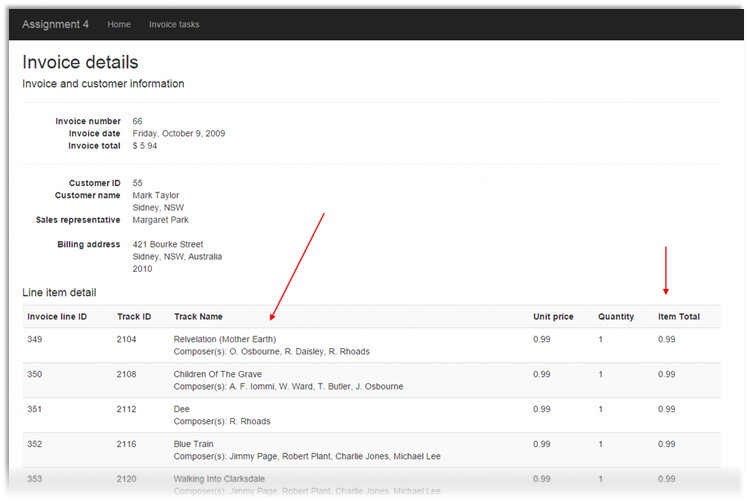 Assignment 4 Home Invoice tasks
Invoice details
Invoice and customer information
Invoice number 66
Invoice date Friday, October 9, 2009
Invoice total $ 5.94
Customer ID 55
Customer name Mark Taylor
Sidney, NSW
Sales representative Margaret Park
Billing address 421 Bourke Street
Sidney, NSW, Australia
2010
Line item detail
Invoice line ID Track ID Track Name Unit price Quantity Item Total
349 2104 Relvelation (Mother Earth) 0.99 1 0.99
Composer(s): O. Osbourne, R. Daisley, R. Rhoads
350 2108 Children Of The Grave 0.99 1 0.99
Composer(s): A. F. Iommi, W. Ward, T. Butler, J. Osbourne
351 2112 Dee 0.99 1 0.99
Composer(s): R. Rhoads
352 2116 Blue Train 0.99 1 0.99
Composer(s): Jimmy Page, Robert Plant, Charlie Jones, Michael Lee
353 2120 Walking Into Clarksdale 0.99 1 0.99
Composer(s): Jimmy Page, Robert Plant, Charlie Jones, Michael Lee